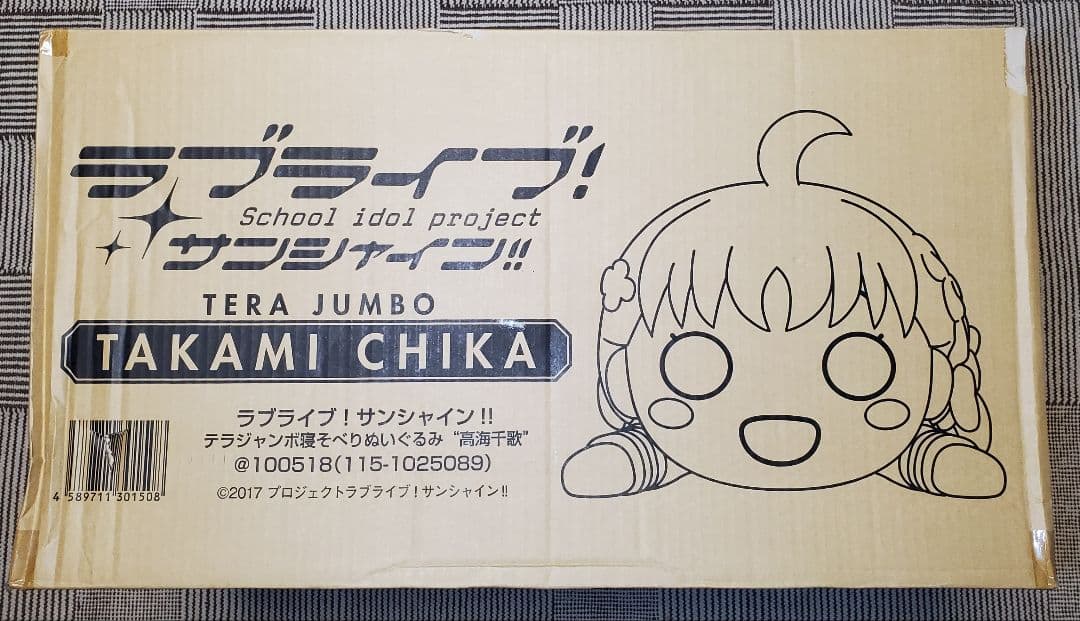 ラブライブ!
School idol project
サンシャイン!!
TERA JUMBO
TAKAMI CHIKA
ラブライブ!サンシャイン!!
テラジャンボ寝そべりぬいぐるみ“高海千歌”
@100518(115-1025089)
©2017 プロジェクトラブライブ!サンシャイン!!
4 589711 301508